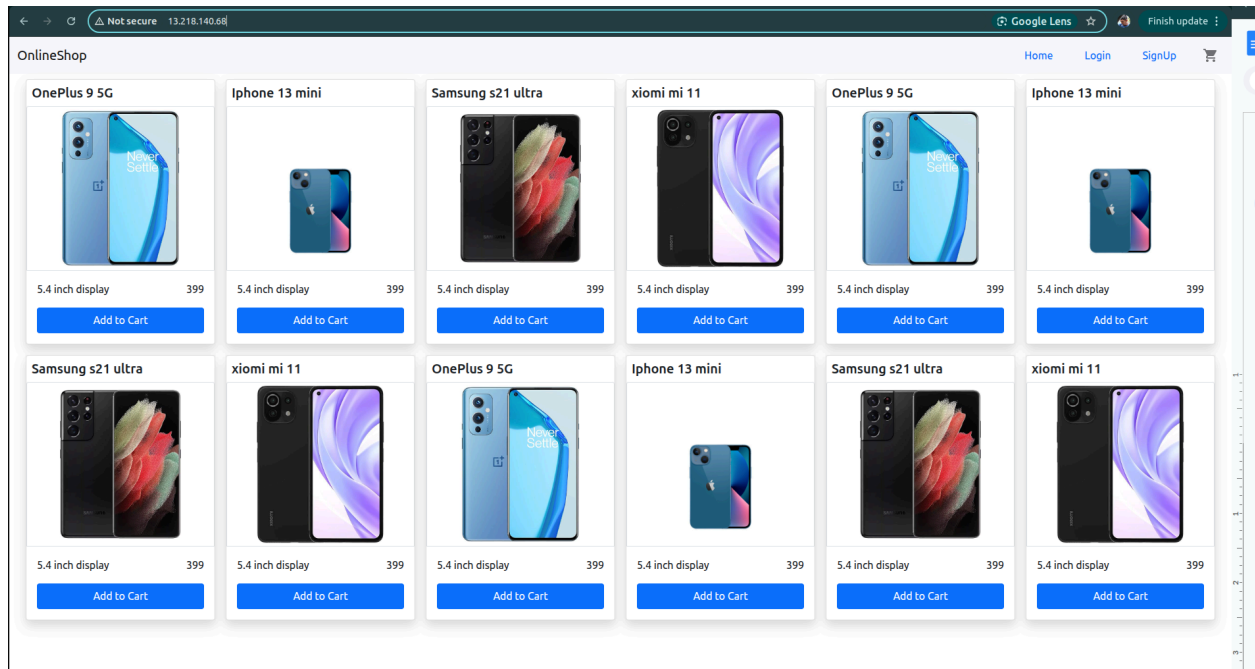 Not secure 13.218.140.68 Google Lens Finish update
OnlineShop Home Login SignUp
OnePlus 9 5G Iphone 13 mini Samsung s21 ultra xiomi mi 11 OnePlus 9 5G Iphone 13 mini
Never Settle Never Settle
5.4 inch display 399 5.4 inch display 399 5.4 inch display 399 5.4 inch display 399 5.4 inch display 399 5.4 inch display 399
Add to Cart Add to Cart Add to Cart Add to Cart Add to Cart Add to Cart
Samsung s21 ultra xiomi mi 11 OnePlus 9 5G Iphone 13 mini Samsung s21 ultra xiomi mi 11
Never Settle
5.4 inch display 399 5.4 inch display 399 5.4 inch display 399 5.4 inch display 399 5.4 inch display 399 5.4 inch display 399
Add to Cart Add to Cart Add to Cart Add to Cart Add to Cart Add to Cart